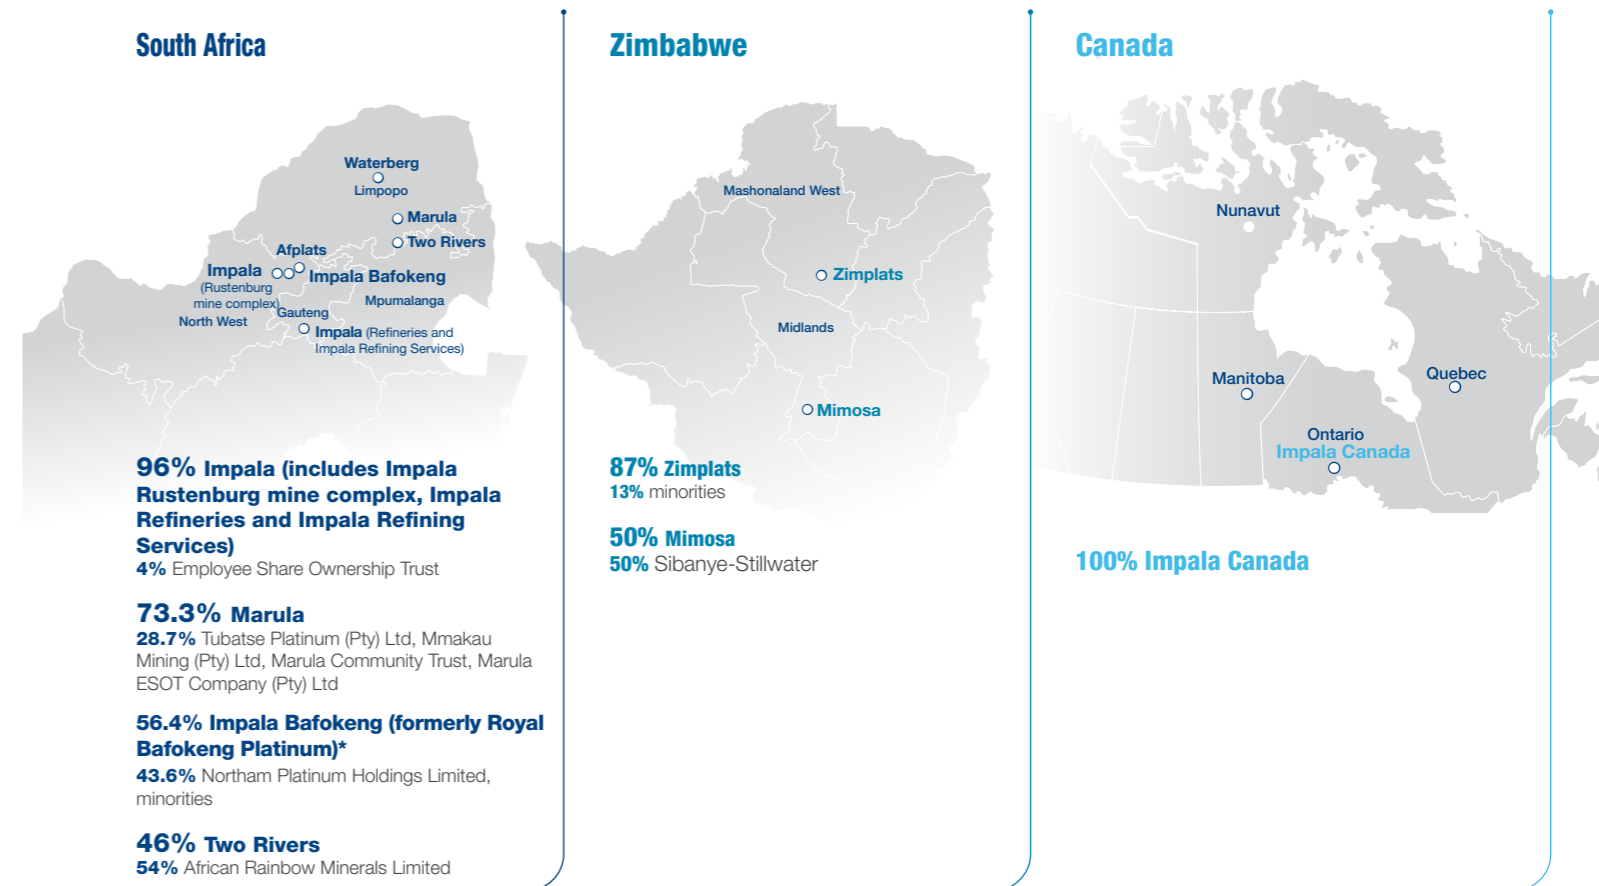 South Africa
Waterberg
Limpopo
Marula
Two Rivers
Afplats
Impala
(Rustenburg
mine complex)
Impala Bafokeng
Mpumalanga
Gauteng
North West
Impala (Refineries and
Impala Refining Services)
96% Impala (includes Impala
Rustenburg mine complex, Impala
Refineries and Impala Refining
Services)
4% Employee Share Ownership Trust
73.3% Marula
28.7% Tubatse Platinum (Pty) Ltd, Mmakau
Mining (Pty) Ltd, Marula Community Trust, Marula
ESOT Company (Pty) Ltd
56.4% Impala Bafokeng (formerly Royal
Bafokeng Platinum)*
43.6% Northam Platinum Holdings Limited,
minorities
46% Two Rivers
54% African Rainbow Minerals Limited
Zimbabwe
Mashonaland West
Zimplats
Midlands
Mimosa
87% Zimplats
13% minorities
50% Mimosa
50% Sibanye-Stillwater
Canada
Nunavut
Manitoba
Quebec
Ontario
Impala Canada
100% Impala Canada